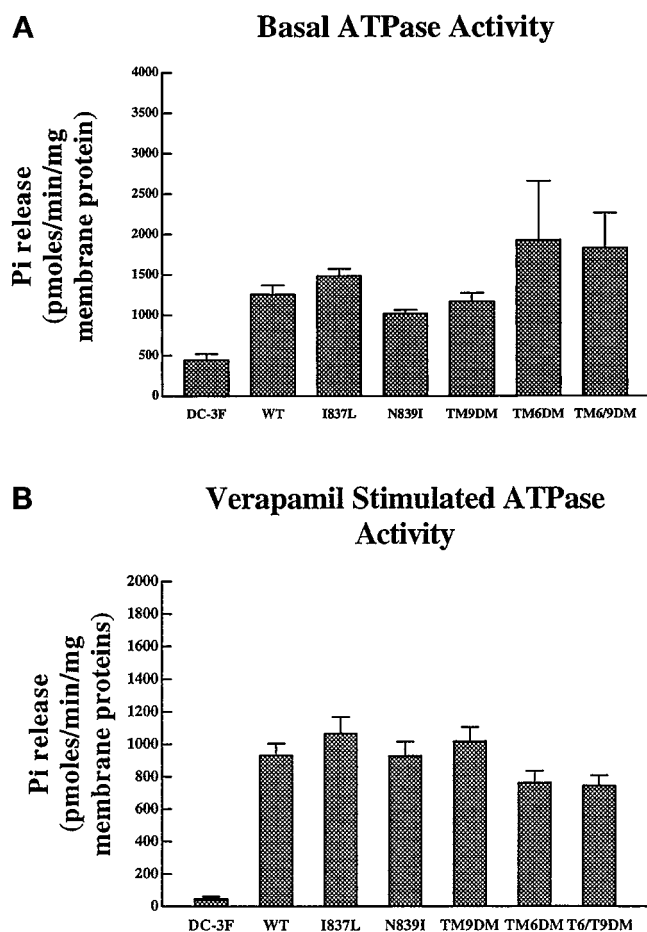 A
Basal ATPase Activity
Pi release
(pmoles/min/mg
membrane protein)
4000
3500
3000
2500
2000
1500
1000
500
0
DC-3F WT I837L N839I TM9DM TM6DM TM6/9DM
B
Verapamil Stimulated ATPase
Activity
Pi release
(pmoles/min/mg
membrane proteins)
2000
1800
1600
1400
1200
1000
800
600
400
200
0
DC-3F WT I837L N839I TM9DM TM6DM T6/T9DM